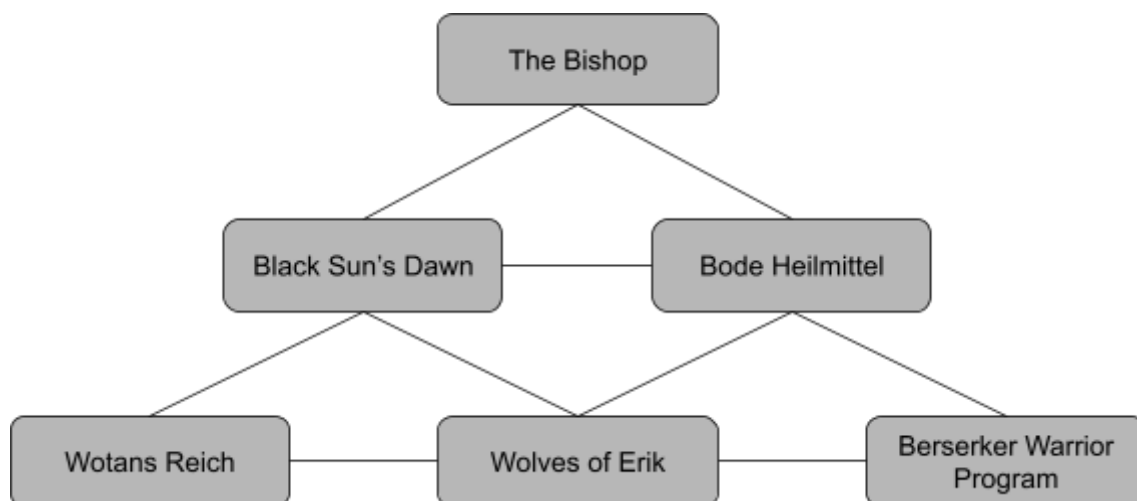 The Bishop
Black Sun’s Dawn
Bode Heilmittel
Wotans Reich
Wolves of Erik
Berserker Warrior
Program